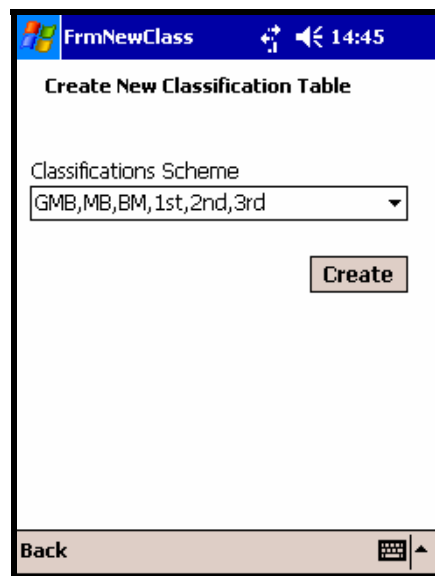 FrmNewClass 14:45
Create New Classification Table
Classifications Scheme
GMB,MB,BM,1st,2nd,3rd
Create
Back